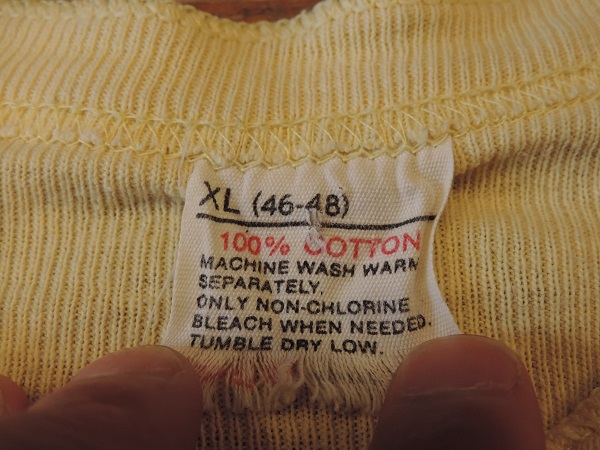 XL (46-48)
100% COTTON
MACHINE WASH WARM
SEPARATELY.
ONLY NON-CHLORINE
BLEACH WHEN NEEDED.
TUMBLE DRY LOW.